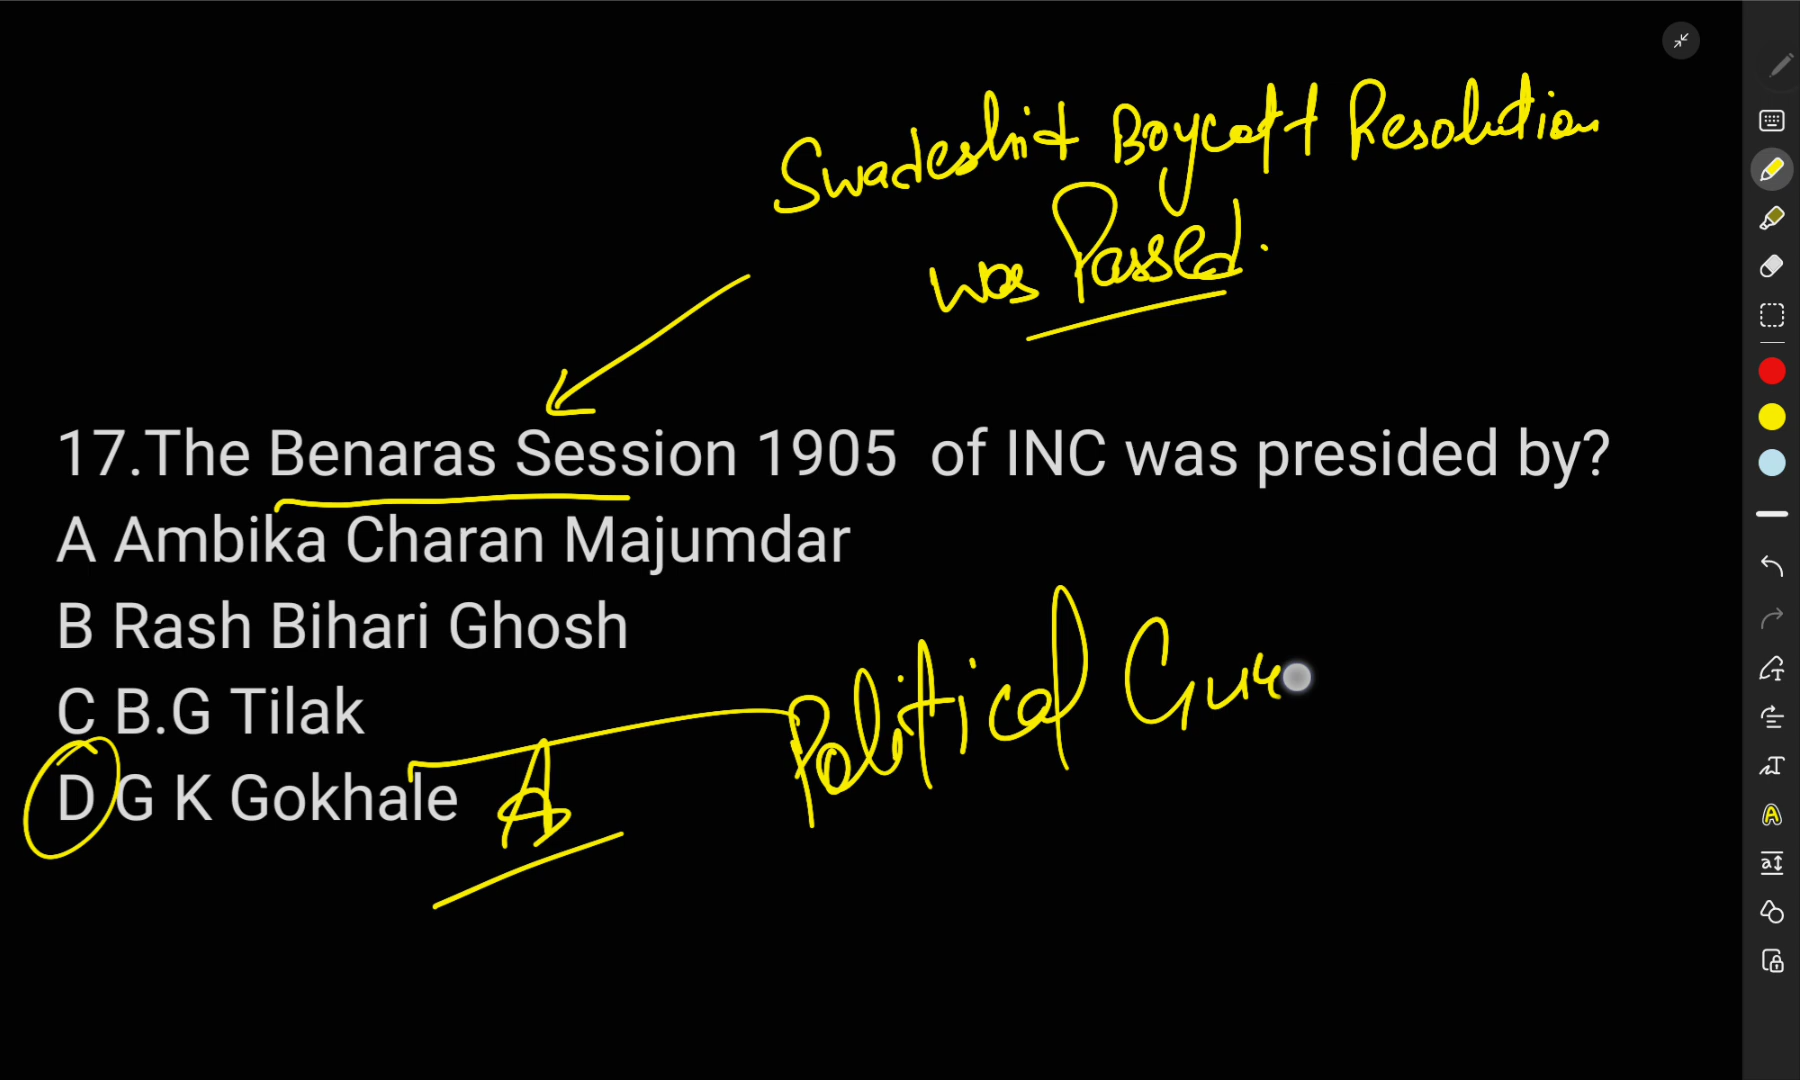 Swadeshi & Boycott Resolution
was Passed.
17.The Benaras Session 1905 of INC was presided by?
A Ambika Charan Majumdar
B Rash Bihari Ghosh
C B.G Tilak
D G K Gokhale
Political Guru